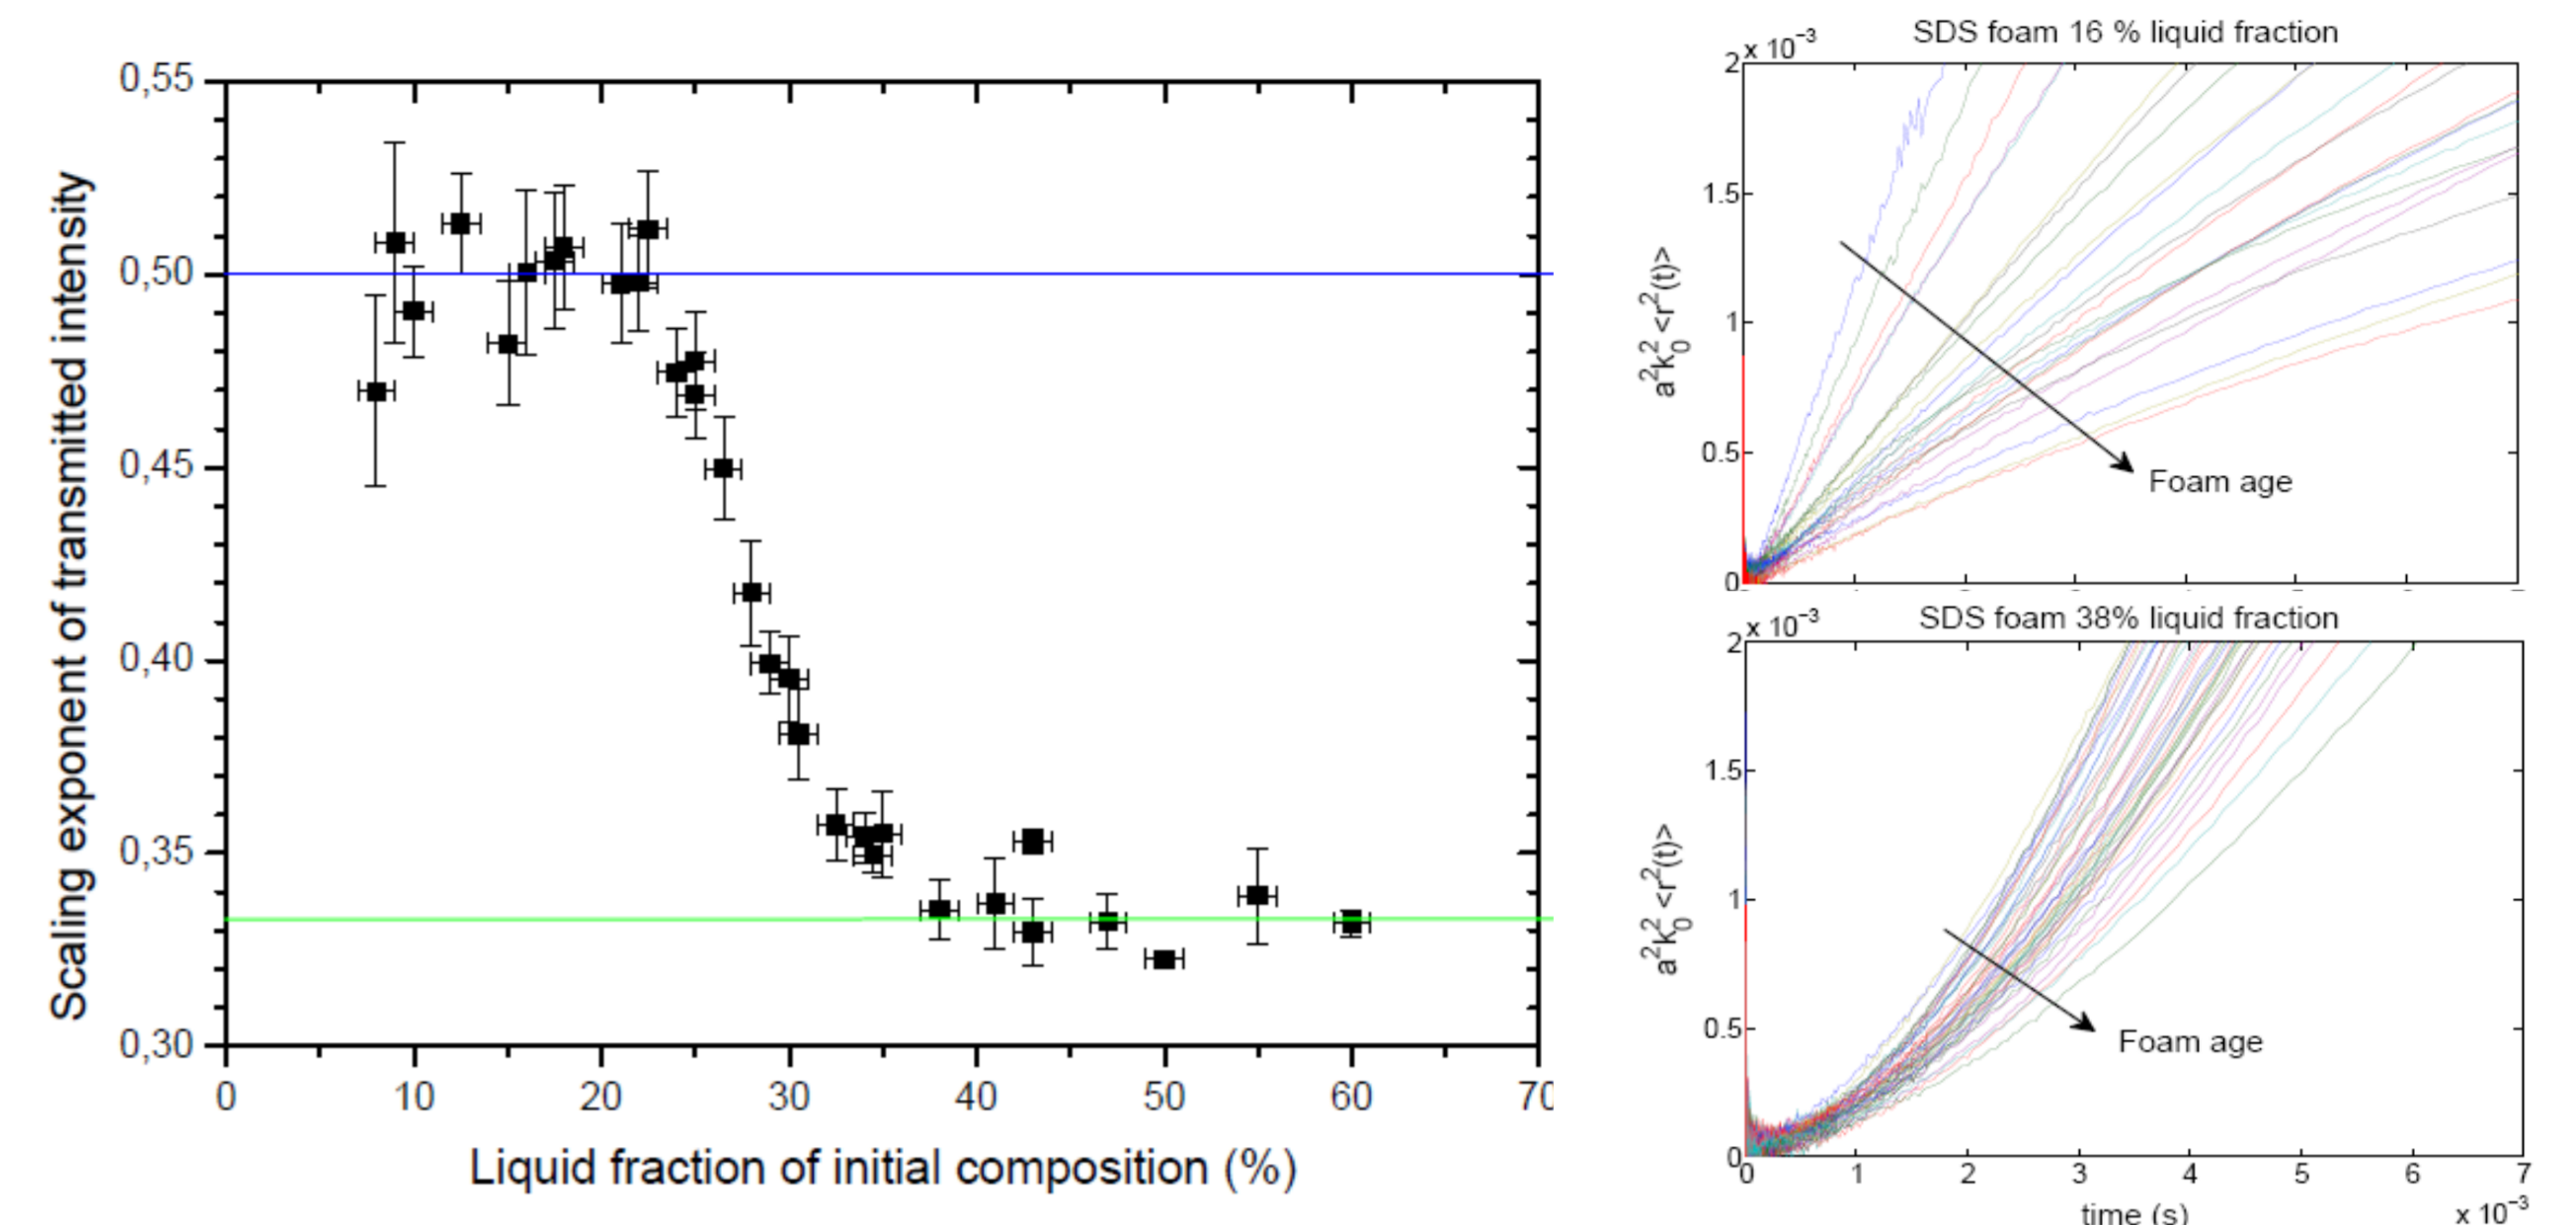 Scaling exponent of transmitted intensity
0,55
0,50
0,45
0,40
0,35
0,30
0 10 20 30 40 50 60 70
Liquid fraction of initial composition (%)
SDS foam 16 % liquid fraction
x 10⁻³
2
1.5
1
0.5
0
a²k₀²<r²(t)>
Foam age
SDS foam 38% liquid fraction
x 10⁻³
2
1.5
1
0.5
0
a²k₀²<r²(t)>
Foam age
0 1 2 3 4 5 6 7
time (s)
x 10⁻³